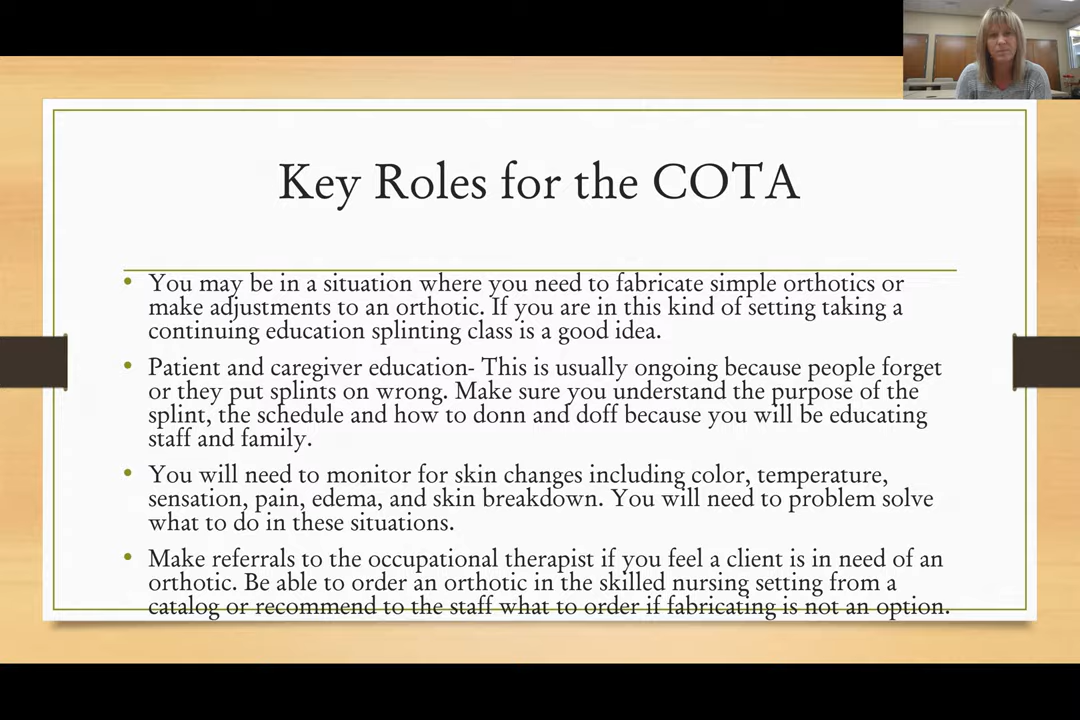 Key Roles for the COTA
• You may be in a situation where you need to fabricate simple orthotics or
make adjustments to an orthotic. If you are in this kind of setting taking a
continuing education splinting class is a good idea.
• Patient and caregiver education- This is usually ongoing because people forget
or they put splints on wrong. Make sure you understand the purpose of the
splint, the schedule and how to donn and doff because you will be educating
staff and family.
• You will need to monitor for skin changes including color, temperature,
sensation, pain, edema, and skin breakdown. You will need to problem solve
what to do in these situations.
• Make referrals to the occupational therapist if you feel a client is in need of an
orthotic. Be able to order an orthotic in the skilled nursing setting from a
catalog or recommend to the staff what to order if fabricating is not an option.